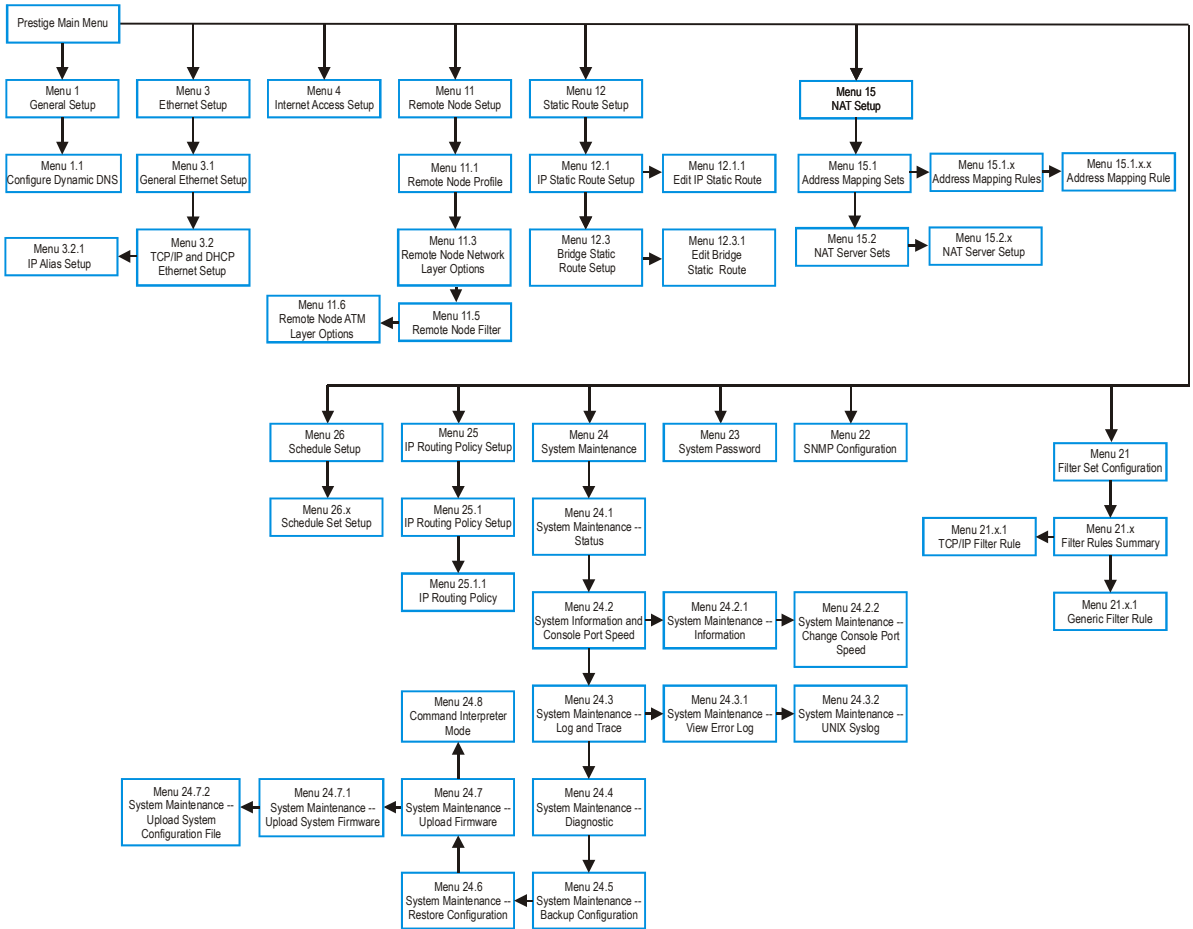 Prestige Main Menu
Menu 1
General Setup
Menu 3
Ethernet Setup
Menu 4
Internet Access Setup
Menu 11
Remote Node Setup
Menu 12
Static Route Setup
Menu 15
NAT Setup
Menu 1.1
Configure Dynamic DNS
Menu 3.1
General Ethernet Setup
Menu 11.1
Remote Node Profile
Menu 12.1
IP Static Route Setup
Menu 12.1.1
Edit IP Static Route
Menu 15.1
Address Mapping Sets
Menu 15.1.x
Address Mapping Rules
Menu 15.1.x.x
Address Mapping Rule
Menu 3.2.1
IP Alias Setup
Menu 3.2
TCP/IP and DHCP
Ethernet Setup
Menu 11.3
Remote Node Network
Layer Options
Menu 12.3
Bridge Static
Route Setup
Menu 12.3.1
Edit Bridge
Static Route
Menu 15.2
NAT Server Sets
Menu 15.2.x
NAT Server Setup
Menu 11.6
Remote Node ATM
Layer Options
Menu 11.5
Remote Node Filter
Menu 26
Schedule Setup
Menu 25
IP Routing Policy Setup
Menu 24
System Maintenance
Menu 23
System Password
Menu 22
SNMP Configuration
Menu 21
Filter Set Configuration
Menu 26.x
Schedule Set Setup
Menu 25.1
IP Routing Policy Setup
Menu 24.1
System Maintenance --
Status
Menu 21.x.1
TCP/IP Filter Rule
Menu 21.x
Filter Rules Summary
Menu 25.1.1
IP Routing Policy
Menu 24.2
System Information and
Console Port Speed
Menu 24.2.1
System Maintenance --
Information
Menu 24.2.2
System Maintenance --
Change Console Port
Speed
Menu 21.x.1
Generic Filter Rule
Menu 24.8
Command Interpreter
Mode
Menu 24.3
System Maintenance --
Log and Trace
Menu 24.3.1
System Maintenance --
View Error Log
Menu 24.3.2
System Maintenance --
UNIX Syslog
Menu 24.7.2
System Maintenance --
Upload System
Configuration File
Menu 24.7.1
System Maintenance --
Upload System Firmware
Menu 24.7
System Maintenance --
Upload Firmware
Menu 24.4
System Maintenance --
Diagnostic
Menu 24.6
System Maintenance --
Restore Configuration
Menu 24.5
System Maintenance --
Backup Configuration